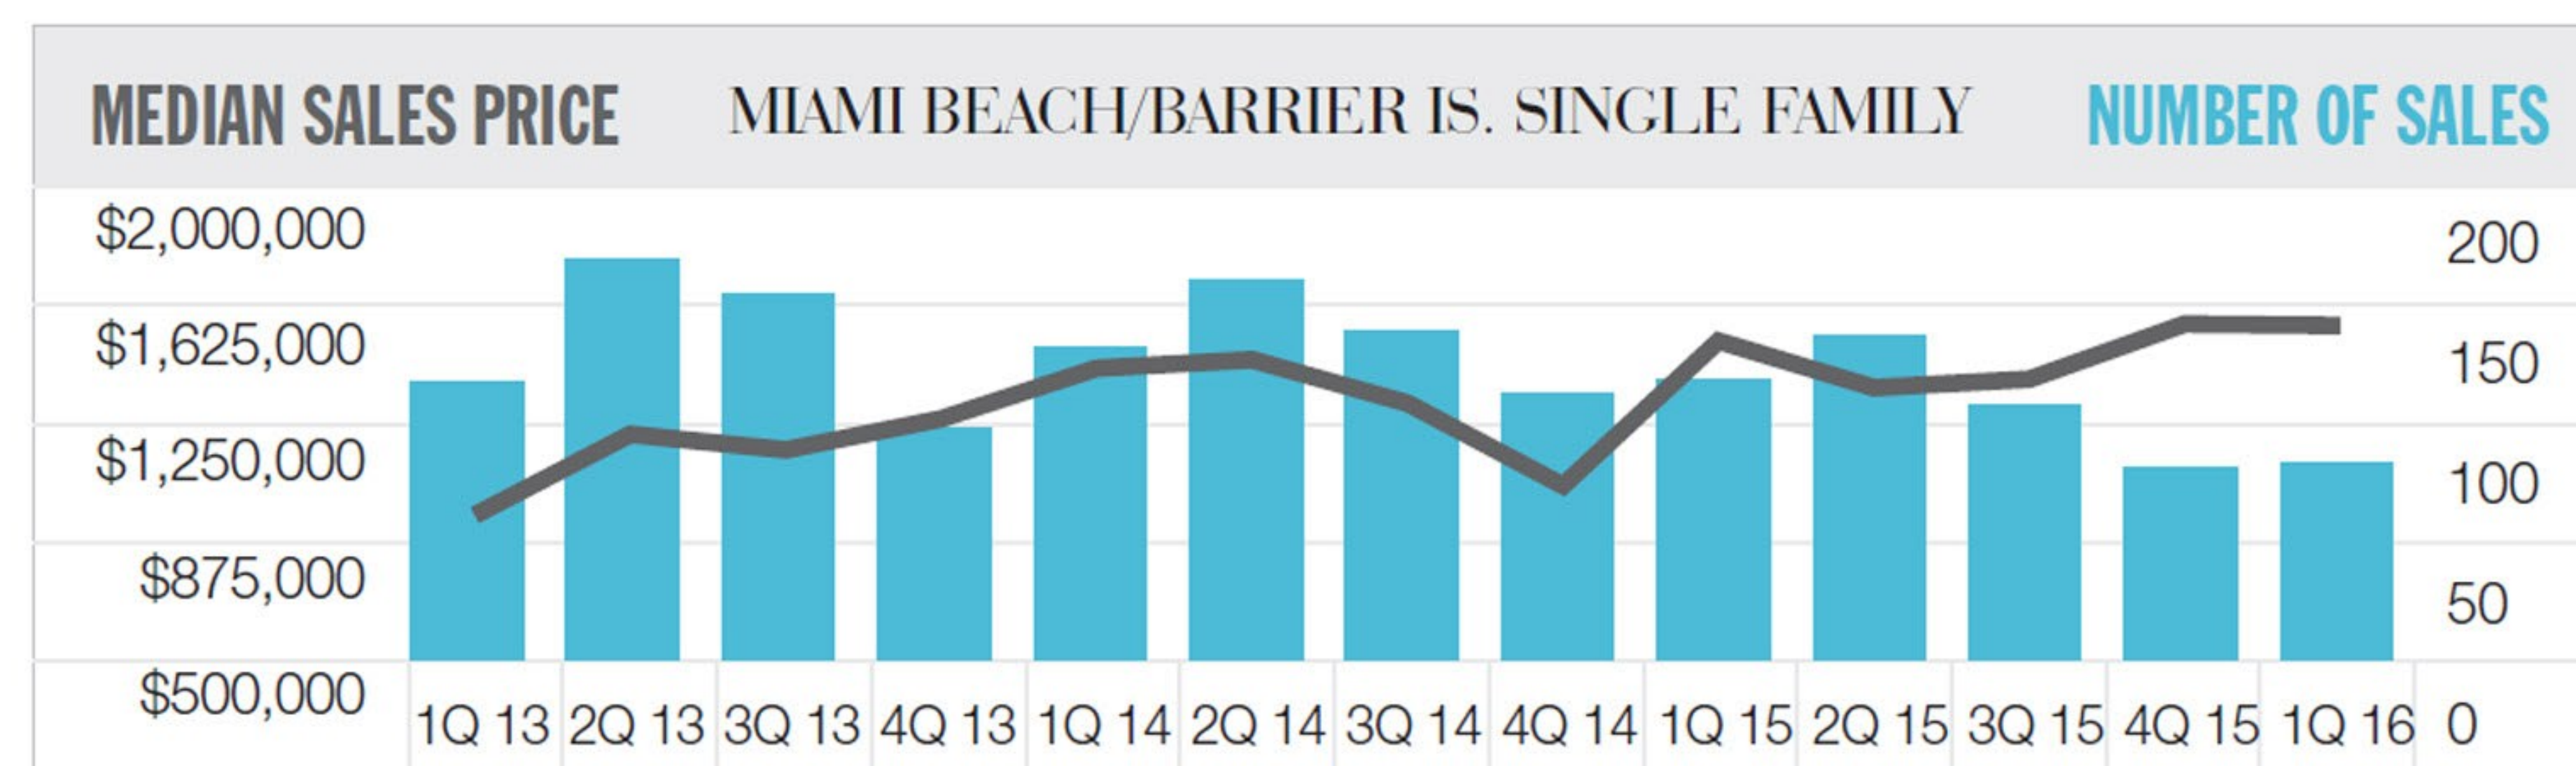 MEDIAN SALES PRICE MIAMI BEACH/BARRIER IS. SINGLE FAMILY NUMBER OF SALES
$2,000,000 200
$1,625,000 150
$1,250,000 100
$875,000 50
$500,000 1Q 13 2Q 13 3Q 13 4Q 13 1Q 14 2Q 14 3Q 14 4Q 14 1Q 15 2Q 15 3Q 15 4Q 15 1Q 16 0